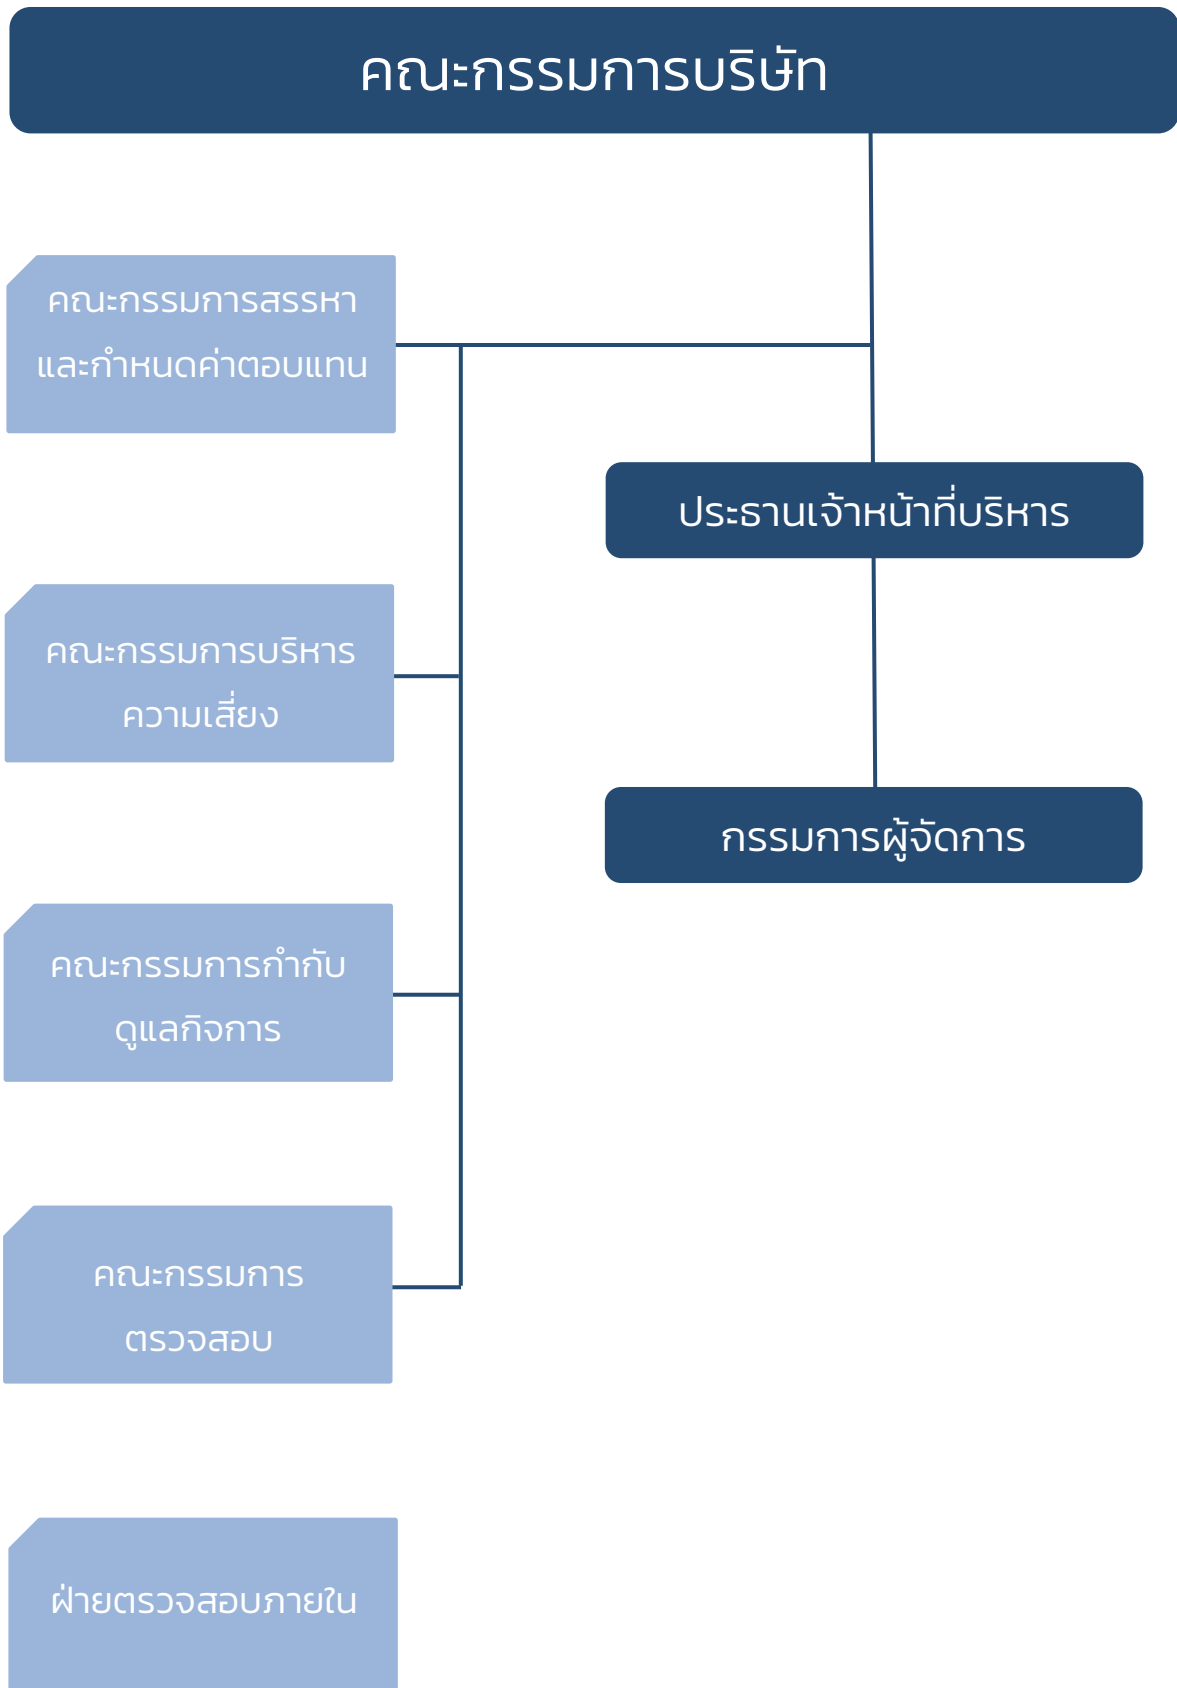 คณะกรรมการบริษัท
คณะกรรมการสรรหา
และกำหนดค่าตอบแทน
ประธานเจ้าหน้าที่บริหาร
คณะกรรมการบริหาร
ความเสี่ยง
กรรมการผู้จัดการ
คณะกรรมการกำกับ
ดูแลกิจการ
คณะกรรมการ
ตรวจสอบ
ฝ่ายตรวจสอบภายใน